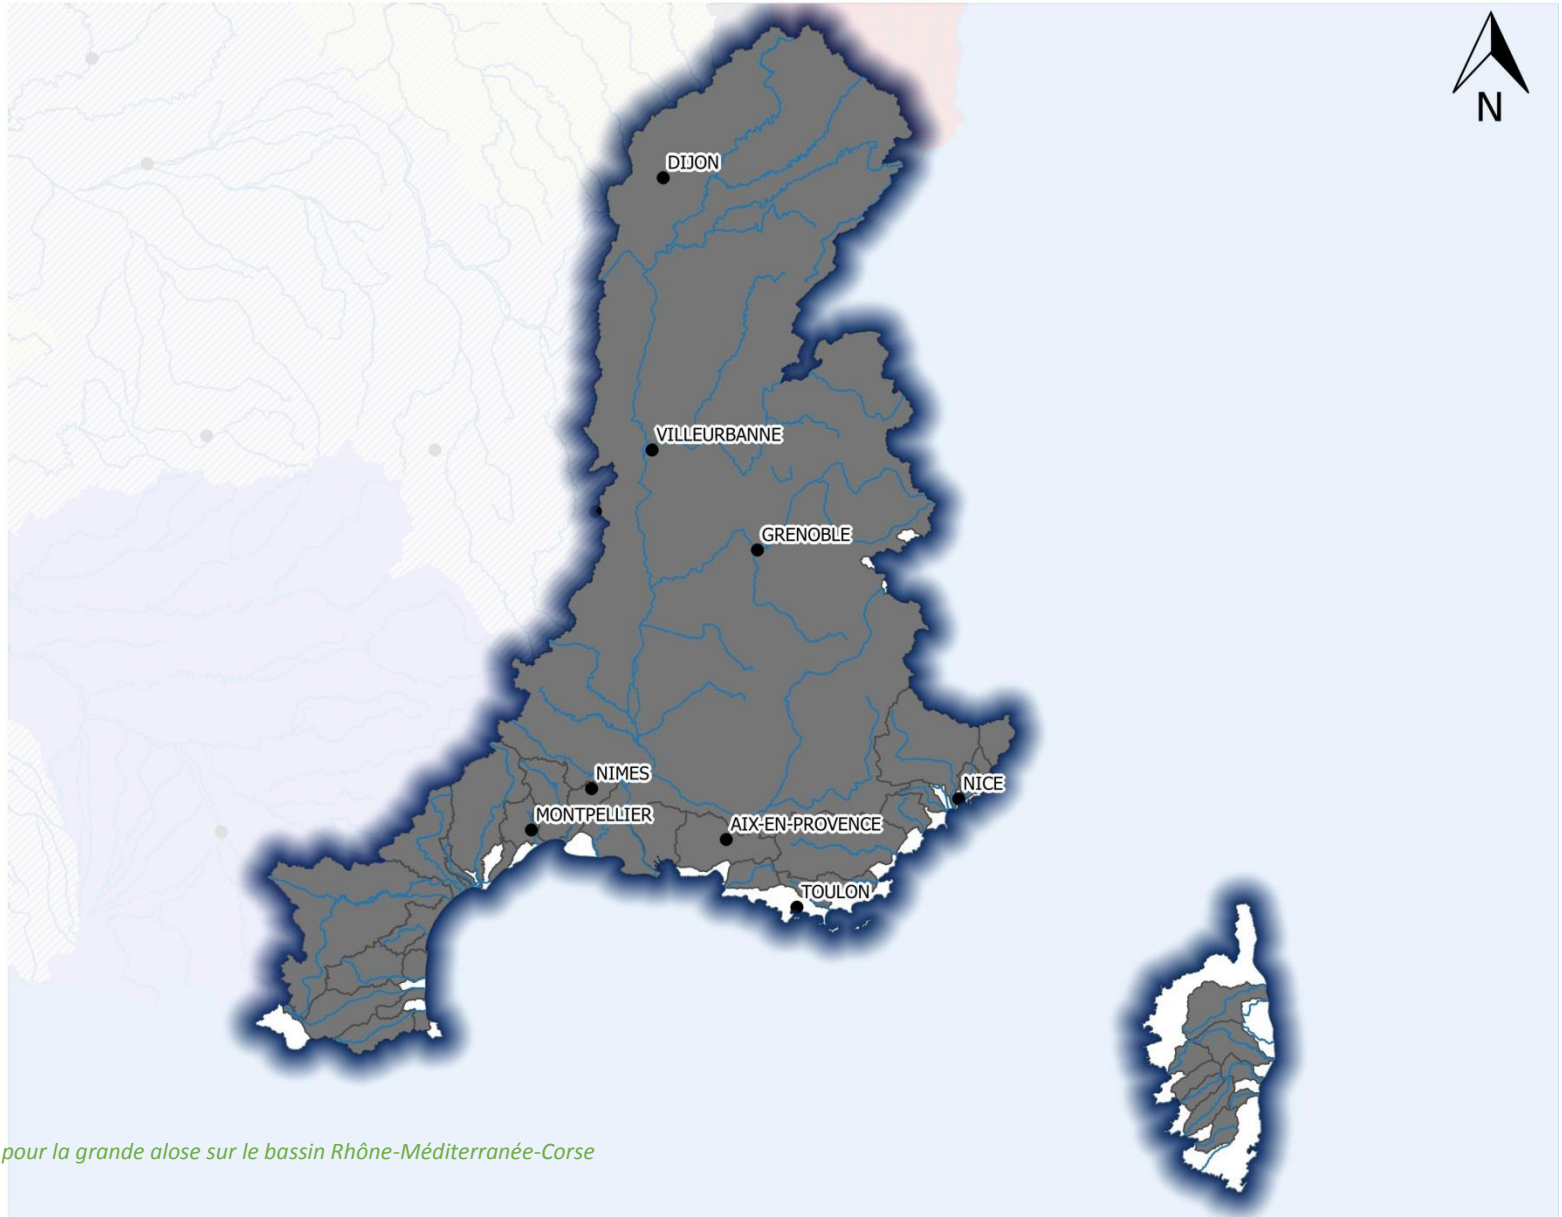 N
DIJON
VILLEURBANNE
GRENOBLE
NIMES
NICE
MONTPELLIER
AIX-EN-PROVENCE
TOULON
pour la grande alose sur le bassin Rhône-Méditerranée-Corse